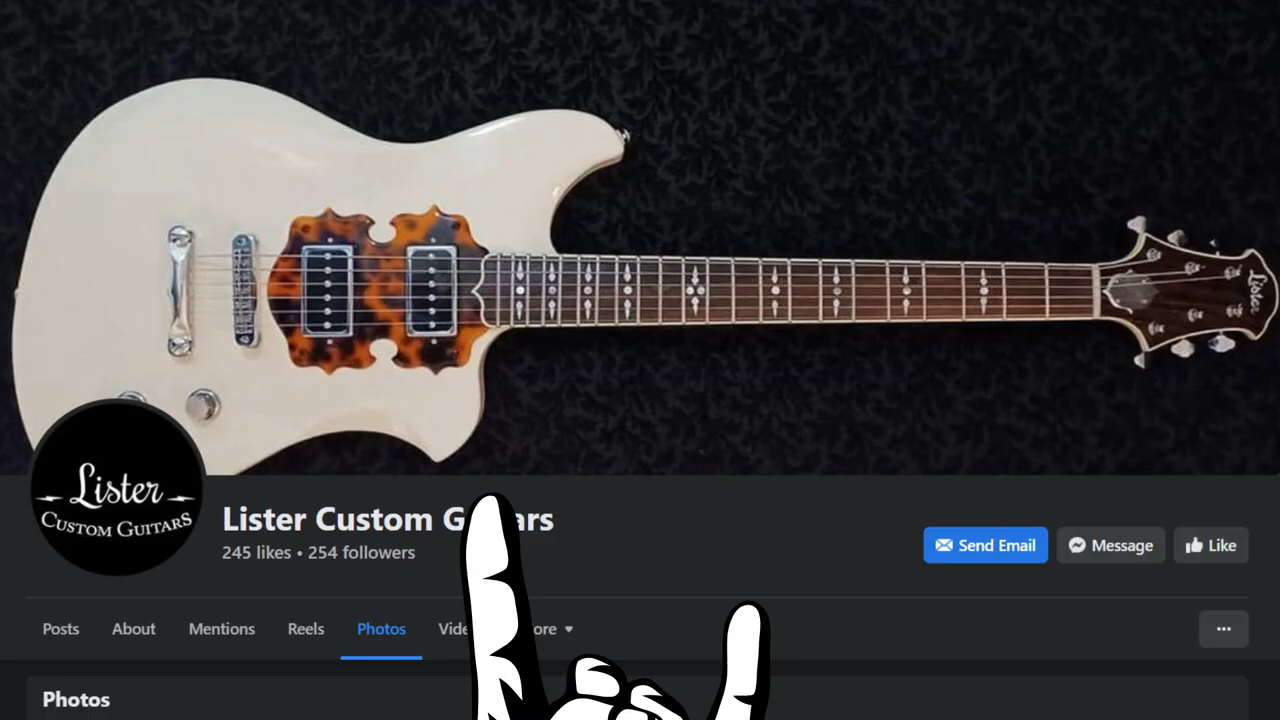 Lister
Lister
Custom Guitars
Lister Custom G ars
245 likes • 254 followers
Send Email
Message
Like
Posts
About
Mentions
Reels
Photos
Vide
ore
Photos